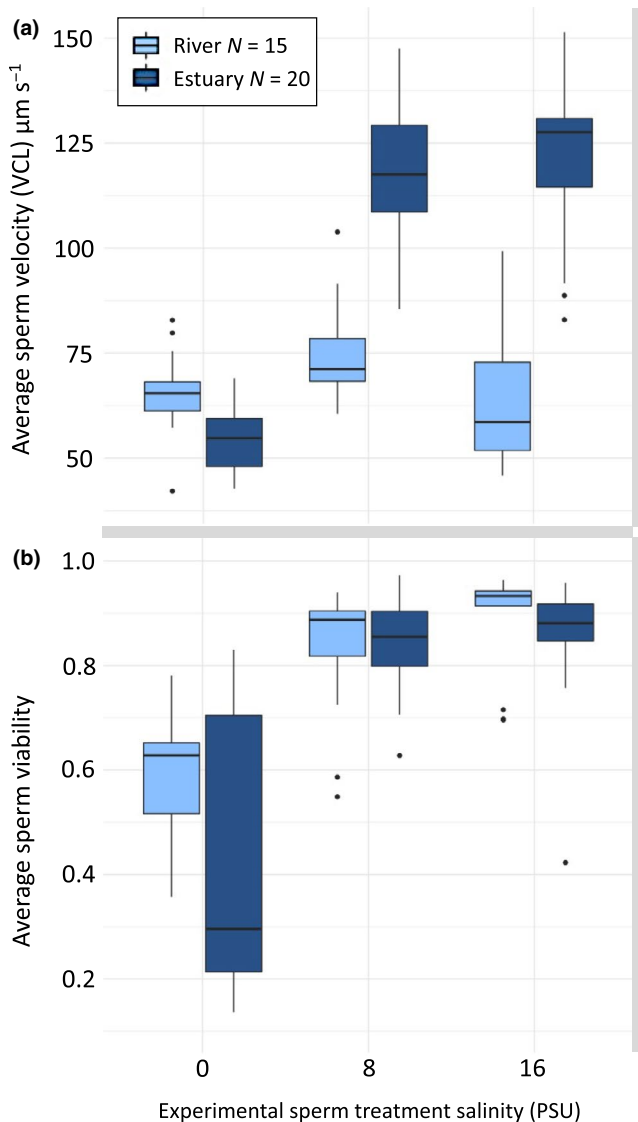 (a)
River N = 15
Estuary N = 20
Average sperm velocity (VCL) μm s⁻¹
150
125
100
75
50
(b)
Average sperm viability
1.0
0.8
0.6
0.4
0.2
0 8 16
Experimental sperm treatment salinity (PSU)